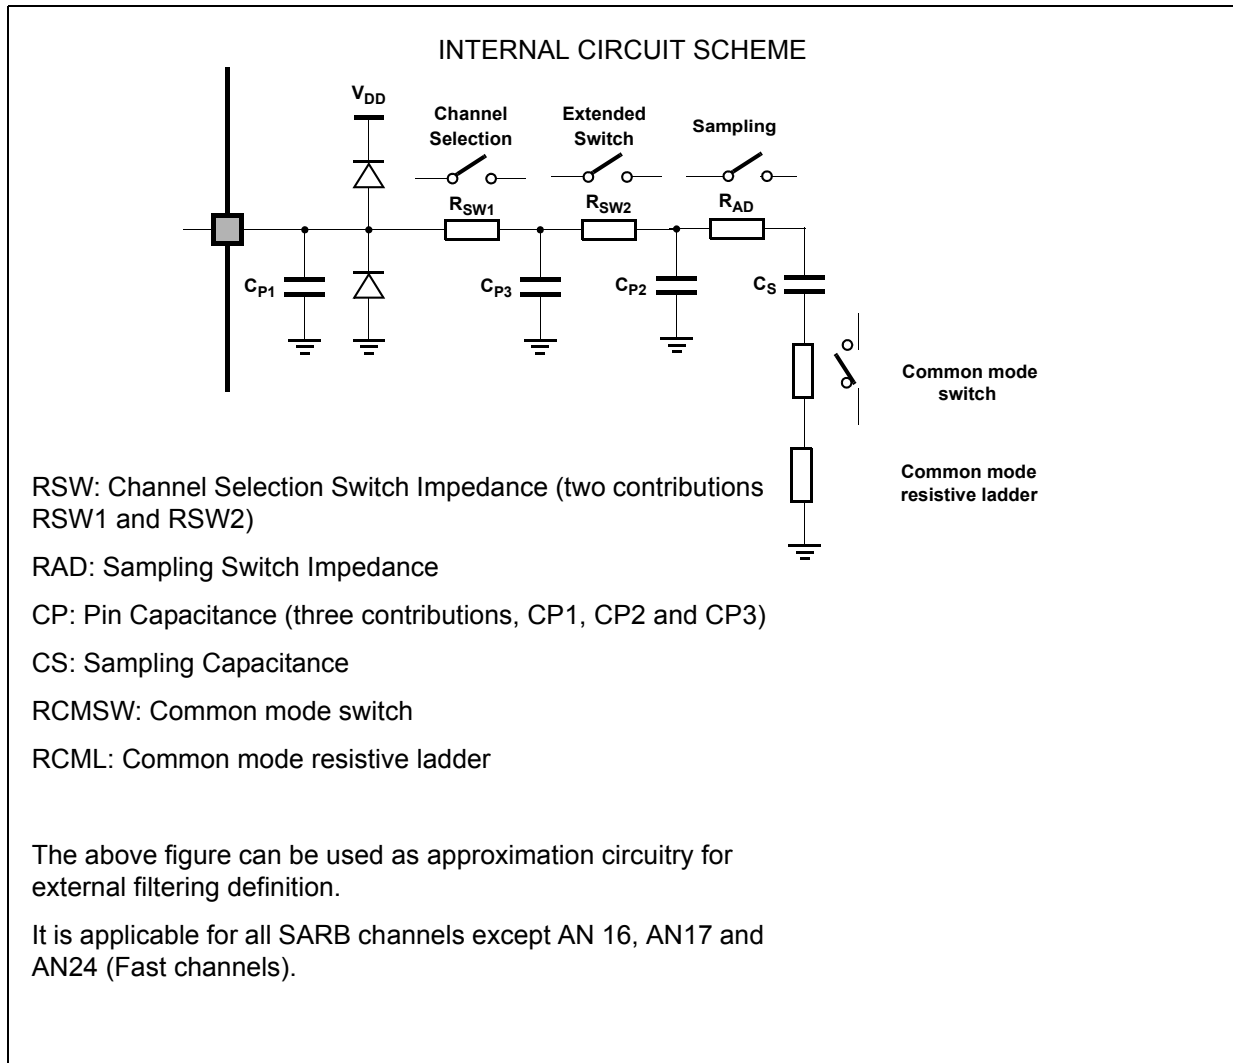 INTERNAL CIRCUIT SCHEME
VDD
Channel
Selection
Extended
Switch
Sampling
RSW1
RSW2
RAD
CP1
CP3
CP2
CS
Common mode
switch
Common mode
resistive ladder
RSW: Channel Selection Switch Impedance (two contributions
RSW1 and RSW2)
RAD: Sampling Switch Impedance
CP: Pin Capacitance (three contributions, CP1, CP2 and CP3)
CS: Sampling Capacitance
RCMSW: Common mode switch
RCML: Common mode resistive ladder
The above figure can be used as approximation circuitry for
external filtering definition.
It is applicable for all SARB channels except AN 16, AN17 and
AN24 (Fast channels).